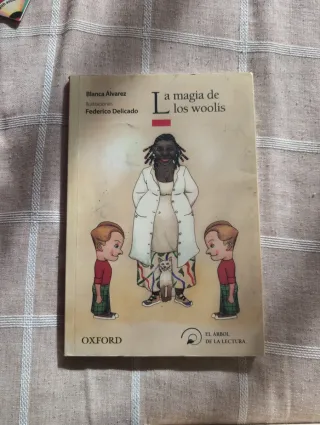 Blanca Álvarez
Ilustraciones
Federico Delicado
La magia de
los woolis
OXFORD
EL ÁRBOL
DE LA LECTURA